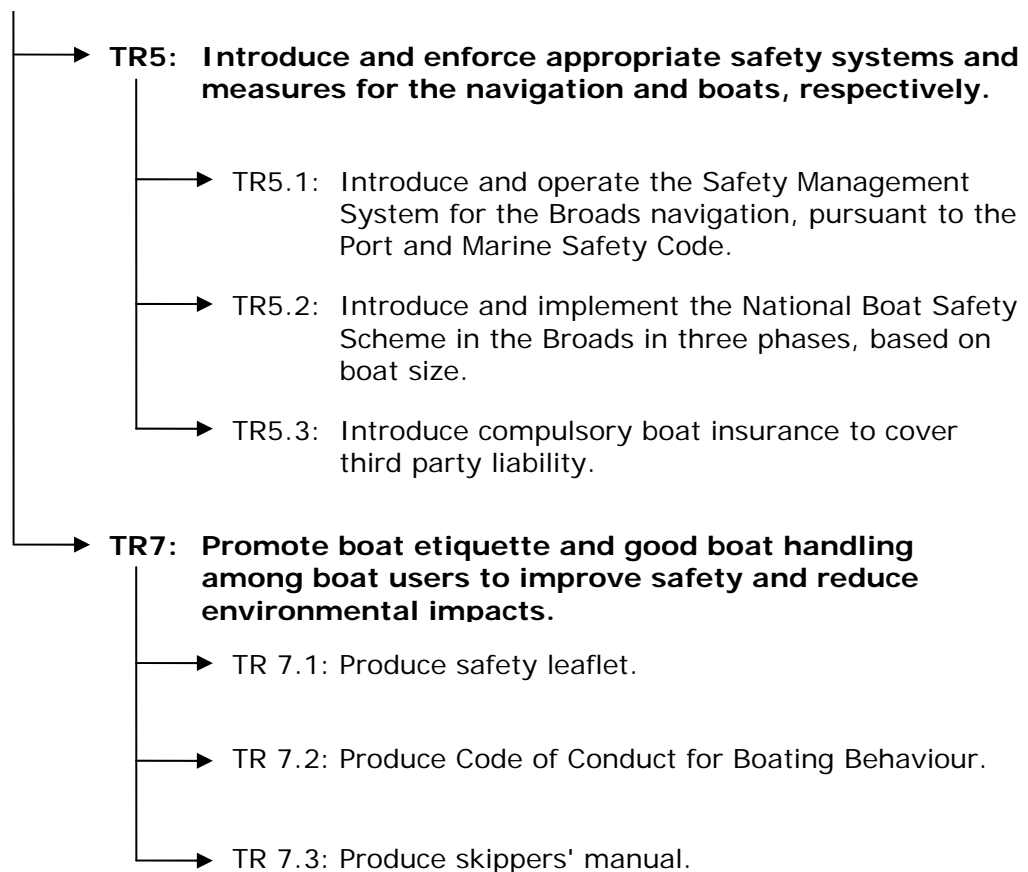 TR5: Introduce and enforce appropriate safety systems and
measures for the navigation and boats, respectively.
TR5.1: Introduce and operate the Safety Management
System for the Broads navigation, pursuant to the
Port and Marine Safety Code.
TR5.2: Introduce and implement the National Boat Safety
Scheme in the Broads in three phases, based on
boat size.
TR5.3: Introduce compulsory boat insurance to cover
third party liability.
TR7: Promote boat etiquette and good boat handling
among boat users to improve safety and reduce
environmental impacts.
TR 7.1: Produce safety leaflet.
TR 7.2: Produce Code of Conduct for Boating Behaviour.
TR 7.3: Produce skippers' manual.